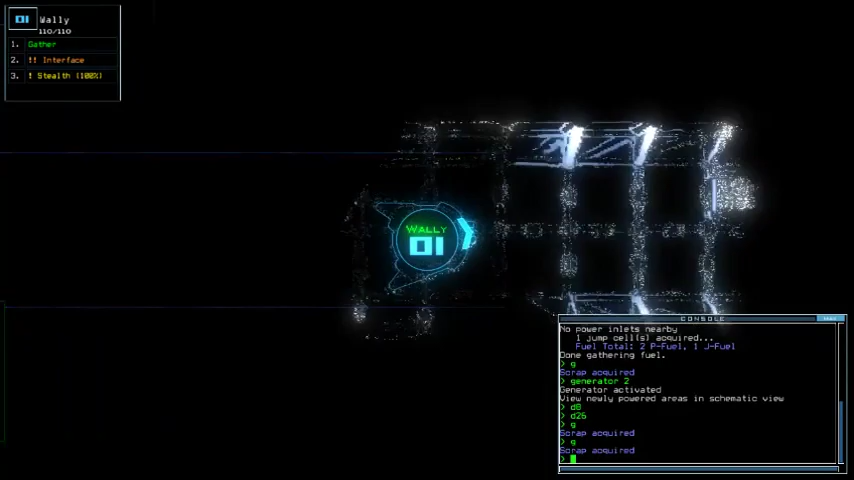 01 Wally
110/110
1. Gather
2. !! Interface
3. ! Stealth (100%)
WALLY
01
CONSOLE
No power inlets nearby
1 jump cell(s) acquired...
Fuel Total: 2 P-Fuel, 1 J-Fuel
Done gathering fuel.
> g
Scrap acquired
> generator 2
Generator activated
View newly powered areas in schematic view
> d8
> d26
> g
Scrap acquired
> g
Scrap acquired
>